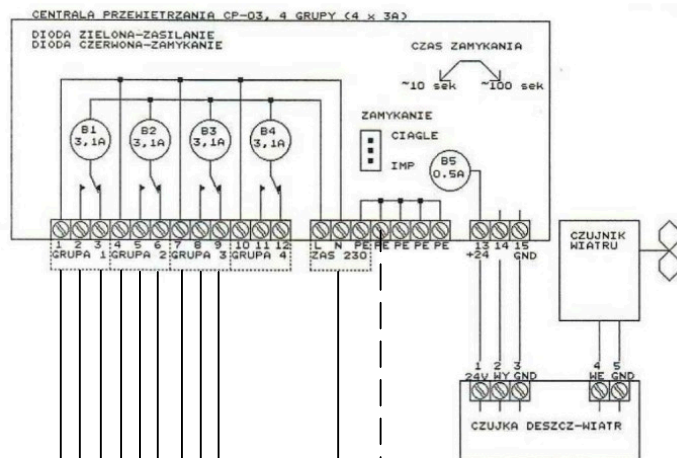 CENTRALA PRZEWIETRZANIA CP-03, 4 GRUPY (4 x 3A)
DIODA ZIELONA-ZASILANIE
DIODA CZERWONA-ZAMYKANIE
CZAS ZAMYKANIA
~10 sek ~100 sek
ZAMYKANIE
CIAGLE
IMP
B1 3,1A
B2 3,1A
B3 3,1A
B4 3,1A
B5 0.5A
1 2 3 4 5 6 7 8 9 10 11 12 L N PE PE PE PE PE 13 14 15
GRUPA 1 GRUPA 2 GRUPA 3 GRUPA 4 ZAS 230 +24 GND
CZUJNIK
WIATRU
1 2 3 4 5
24V WY GND WE GND
CZUJKA DESZCZ-WIATR